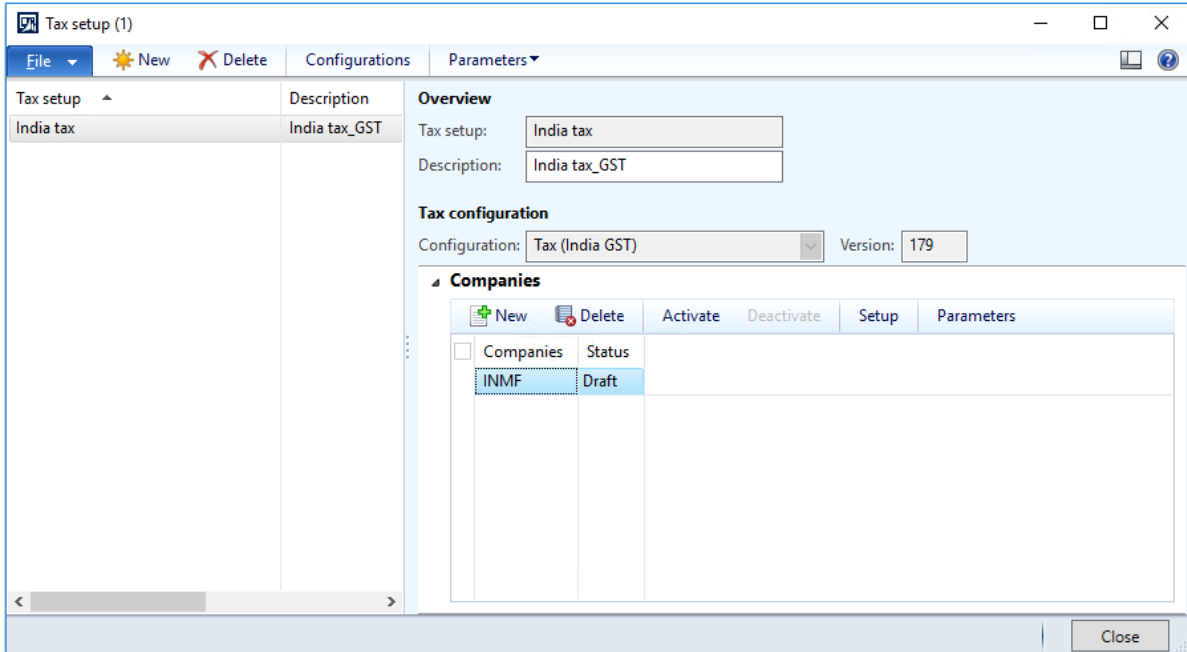 Tax setup (1)
File New Delete Configurations Parameters
Tax setup Description
India tax India tax_GST
Overview
Tax setup: India tax
Description: India tax_GST
Tax configuration
Configuration: Tax (India GST) Version: 179
Companies
New Delete Activate Deactivate Setup Parameters
Companies Status
INMF Draft
Close